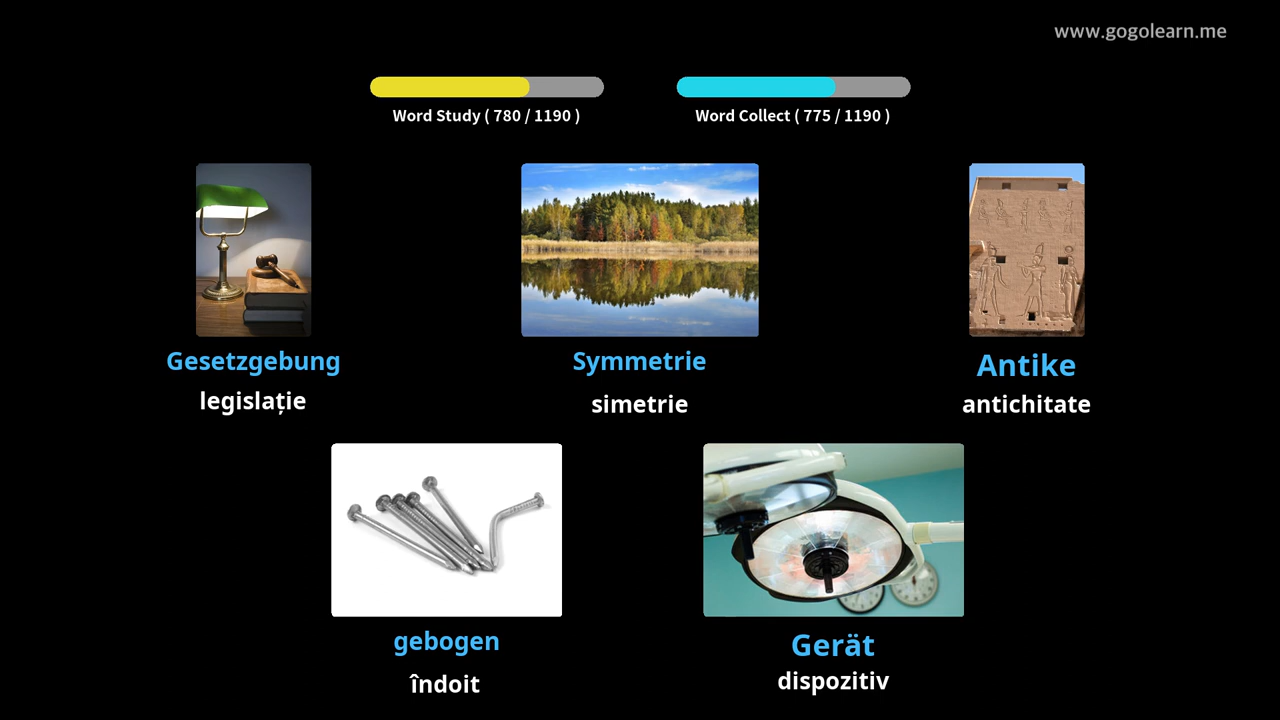 www.gogolearn.me
Word Study ( 780 / 1190 )
Word Collect ( 775 / 1190 )
Gesetzgebung
legislație
Symmetrie
simetrie
Antike
antichitate
gebogen
îndoit
Gerät
dispozitiv